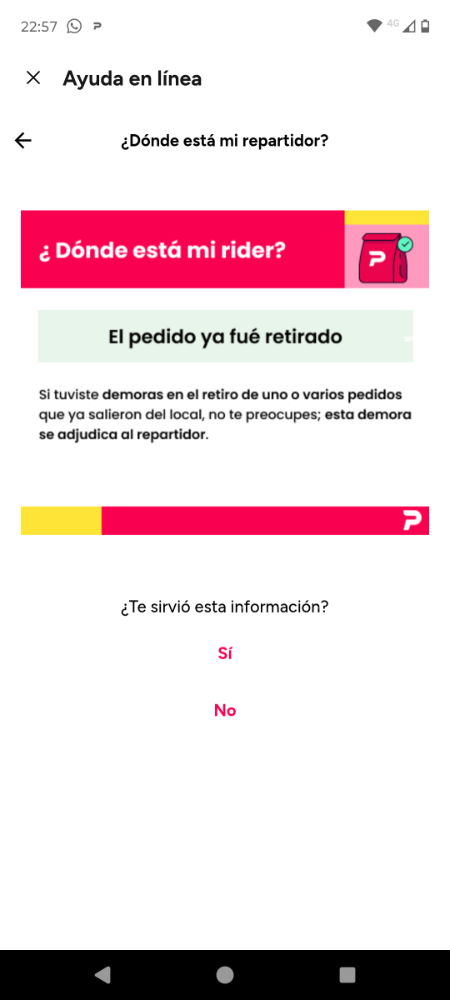 22:57
4G
Ayuda en línea
¿Dónde está mi repartidor?
¿ Dónde está mi rider?
El pedido ya fué retirado
Si tuviste demoras en el retiro de uno o varios pedidos
que ya salieron del local, no te preocupes; esta demora
se adjudica al repartidor.
¿Te sirvió esta información?
Sí
No